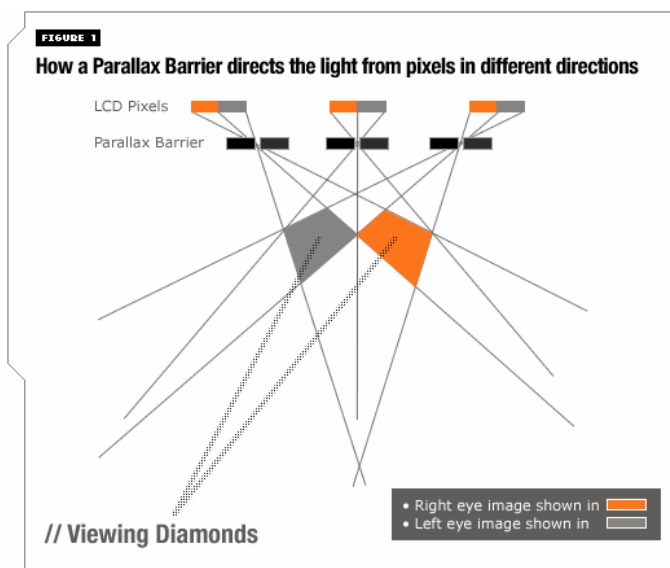 FIGURE 1
How a Parallax Barrier directs the light from pixels in different directions
LCD Pixels
Parallax Barrier
// Viewing Diamonds
• Right eye image shown in
• Left eye image shown in